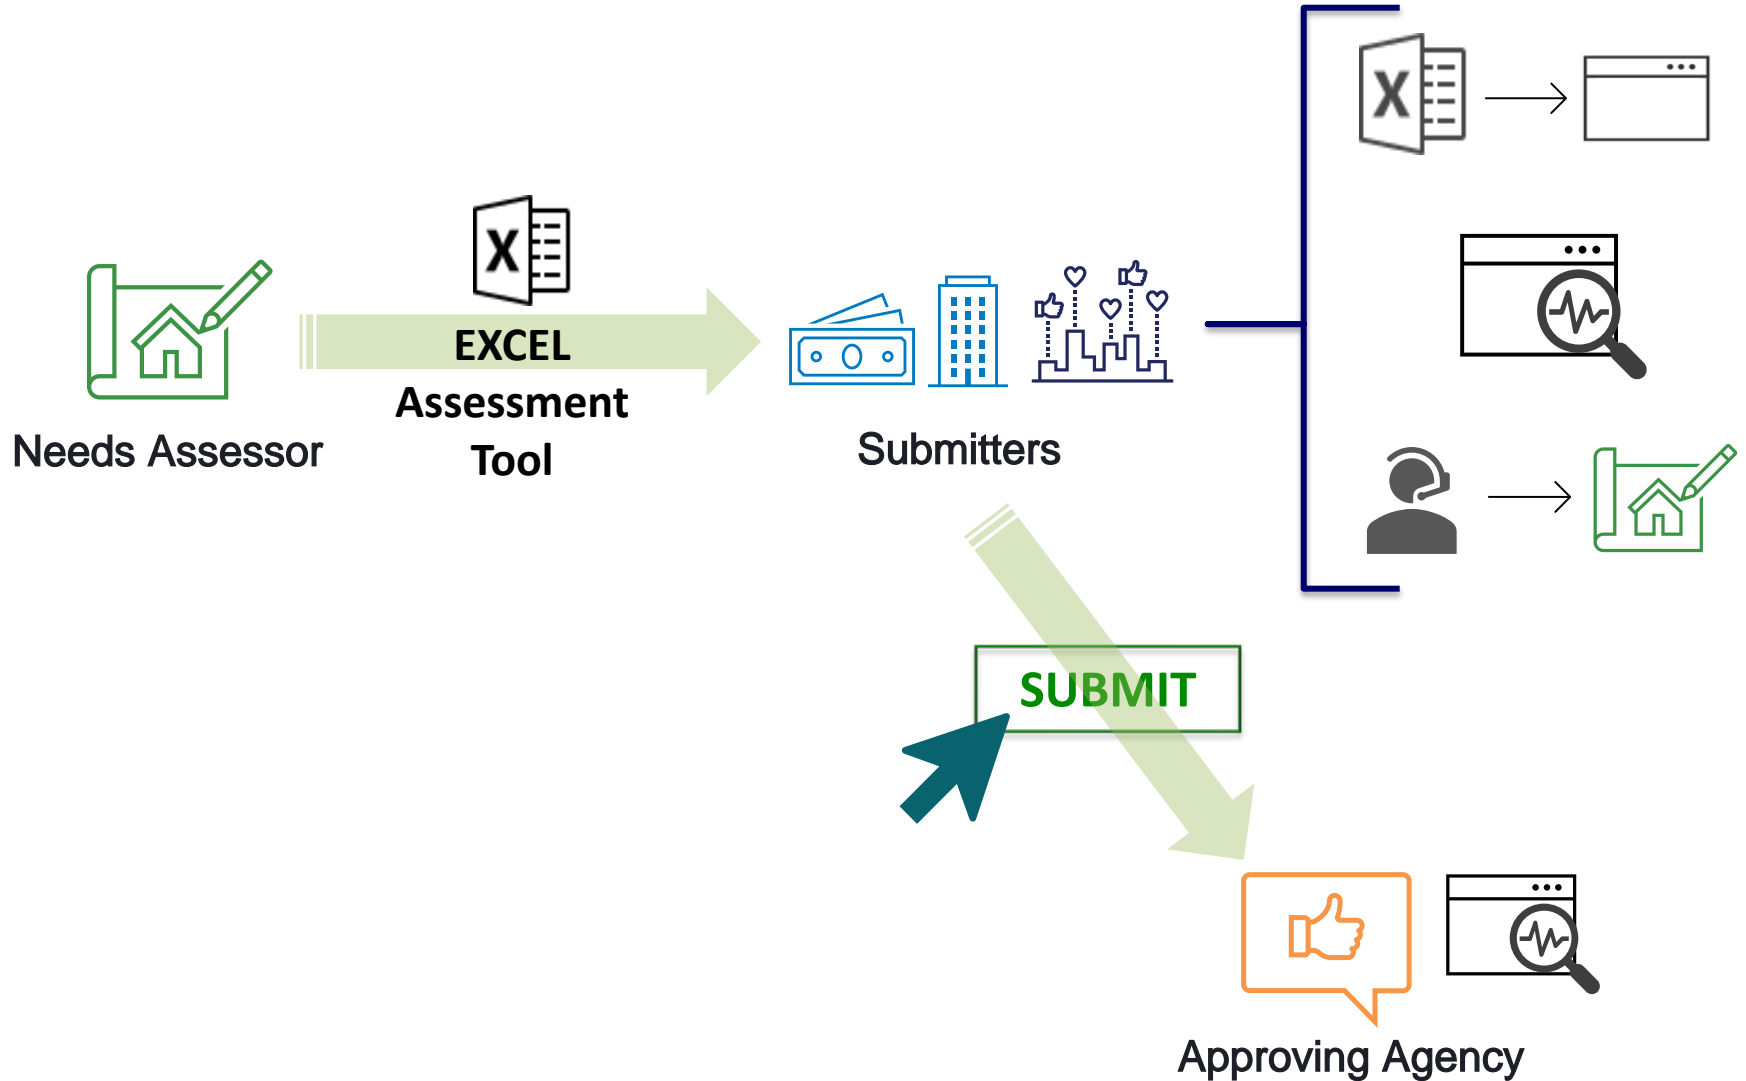 X
X
EXCEL
Assessment
Tool
Needs Assessor
Submitters
SUBMIT
Approving Agency